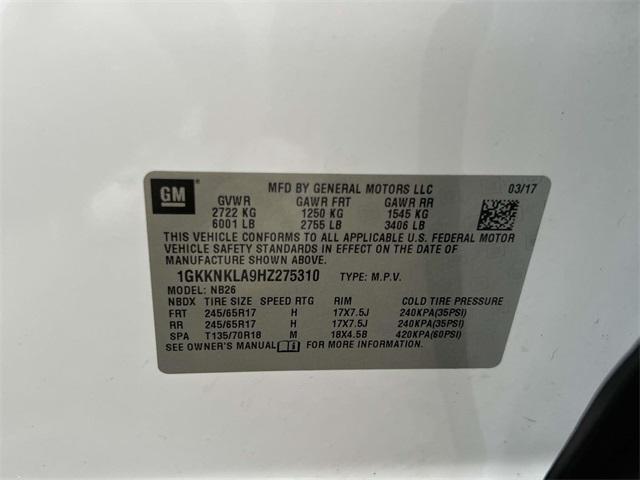 GM MFD BY GENERAL MOTORS LLC 03/17
GVWR GAWR FRT GAWR RR
2722 KG 1250 KG 1545 KG
6001 LB 2755 LB 3406 LB
THIS VEHICLE CONFORMS TO ALL APPLICABLE U.S. FEDERAL MOTOR
VEHICLE SAFETY STANDARDS IN EFFECT ON THE DATE OF
MANUFACTURE SHOWN ABOVE.
1GKKNKLA9HZ275310 TYPE: M.P.V.
MODEL: NB26
NBDX TIRE SIZE SPEED RTG RIM COLD TIRE PRESSURE
FRT 245/65R17 H 17X7.5J 240KPA(35PSI)
RR 245/65R17 H 17X7.5J 240KPA(35PSI)
SPA T135/70R18 M 18X4.5B 420KPA(60PSI)
SEE OWNER'S MANUAL FOR MORE INFORMATION.